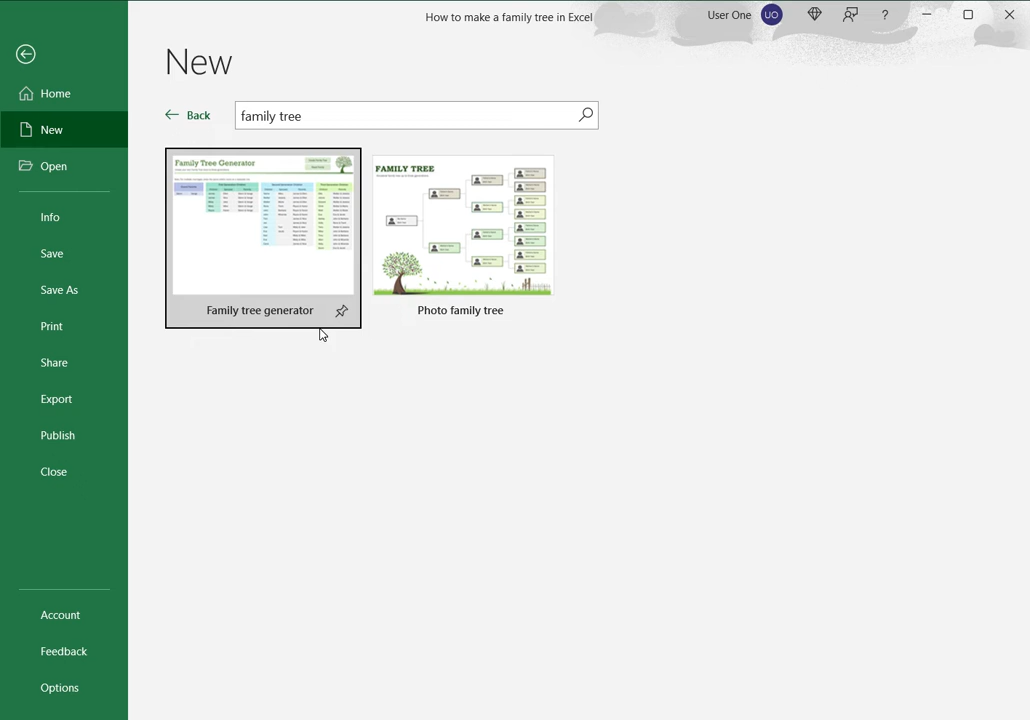 How to make a family tree in Excel
User One
UO
?
New
Home
Back
family tree
New
Open
Family Tree Generator
FAMILY TREE
Info
Save
Save As
Family tree generator
Photo family tree
Print
Share
Export
Publish
Close
Account
Feedback
Options